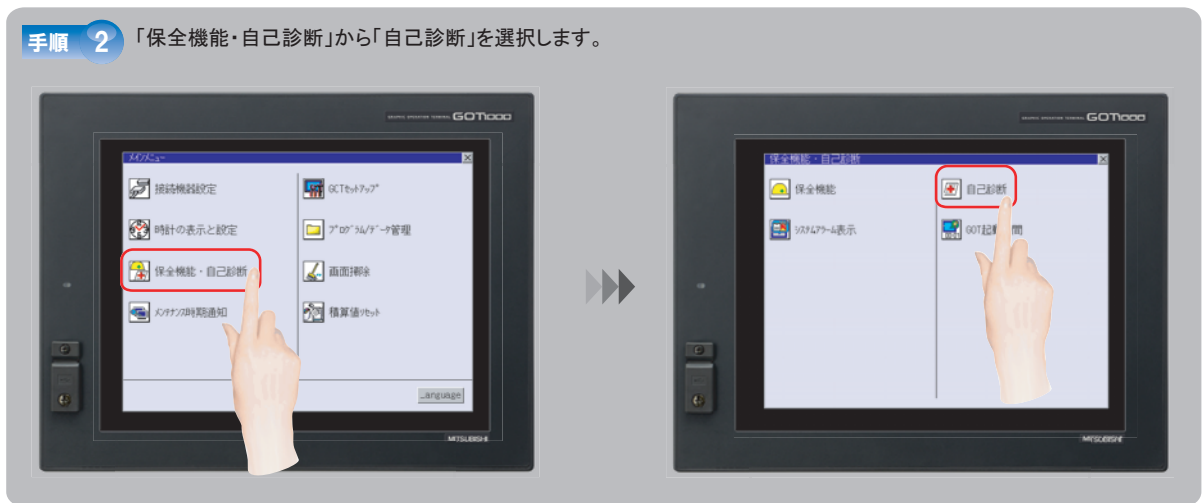 手順 2 「保全機能・自己診断」から「自己診断」を選択します。
GOT1000
メインメニュー
接続機器設定
GOTセットアップ
時計の表示と設定
プログラム/データ管理
保全機能・自己診断
画面掃除
メンテナンス時期通知
積算値リセット
Language
MITSUBISHI
GOT1000
保全機能・自己診断
保全機能
自己診断
システムアラーム表示
GOT起動 間
MITSUBISHI